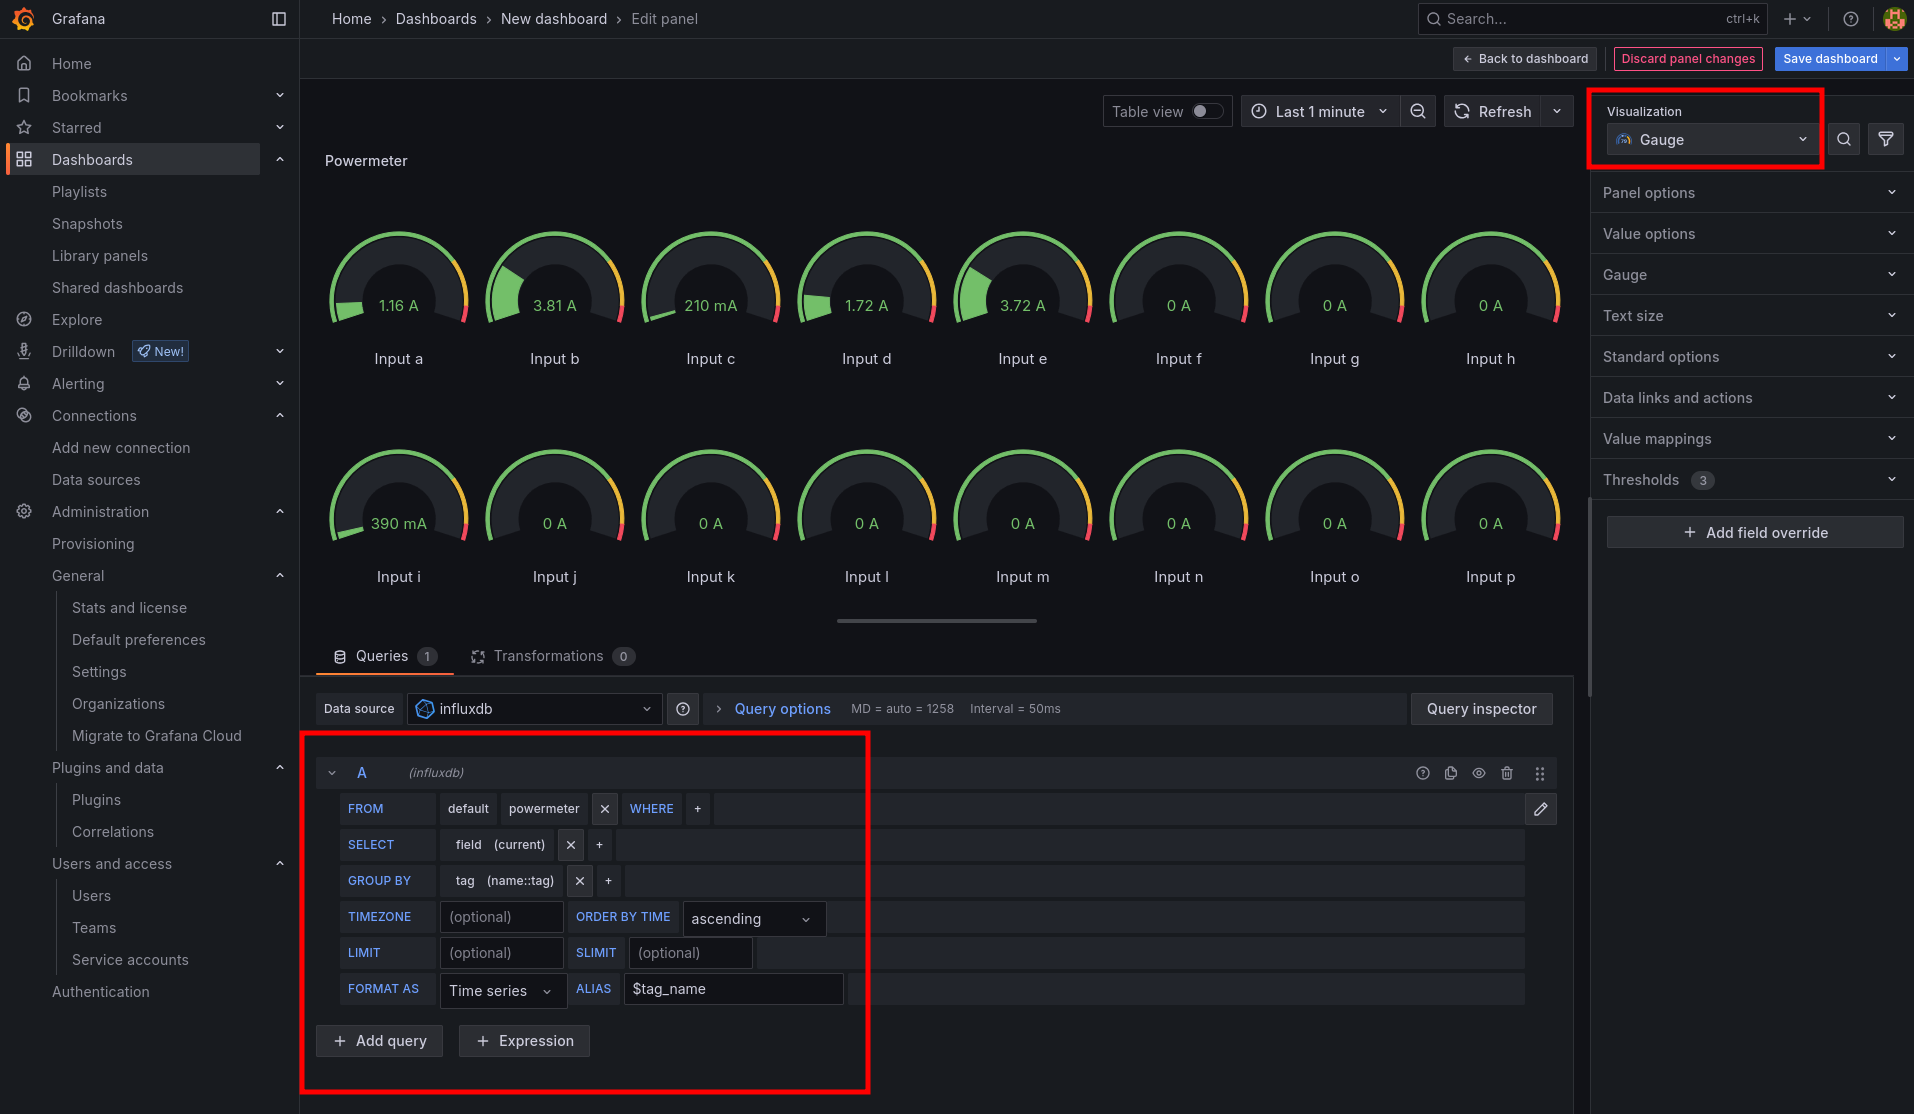 Grafana
Home › Dashboards › New dashboard › Edit panel
Search... ctrl+k
← Back to dashboard Discard panel changes Save dashboard
Home
Bookmarks
Starred
Dashboards
Playlists
Snapshots
Library panels
Shared dashboards
Explore
Drilldown New!
Alerting
Connections
Add new connection
Data sources
Administration
Provisioning
General
Stats and license
Default preferences
Settings
Organizations
Migrate to Grafana Cloud
Plugins and data
Plugins
Correlations
Users and access
Users
Teams
Service accounts
Authentication
Table view Last 1 minute Refresh
Powermeter
1.16 A 3.81 A 210 mA 1.72 A 3.72 A 0 A 0 A 0 A
Input a Input b Input c Input d Input e Input f Input g Input h
390 mA 0 A 0 A 0 A 0 A 0 A 0 A 0 A
Input i Input j Input k Input l Input m Input n Input o Input p
Queries 1 Transformations 0
Data source influxdb Query options MD = auto = 1258 Interval = 50ms Query inspector
A (influxdb)
FROM default powermeter WHERE +
SELECT field (current) +
GROUP BY tag (name::tag) +
TIMEZONE (optional) ORDER BY TIME ascending
LIMIT (optional) SLIMIT (optional)
FORMAT AS Time series ALIAS $tag_name
+ Add query + Expression
Visualization
Gauge
Panel options
Value options
Gauge
Text size
Standard options
Data links and actions
Value mappings
Thresholds 3
+ Add field override